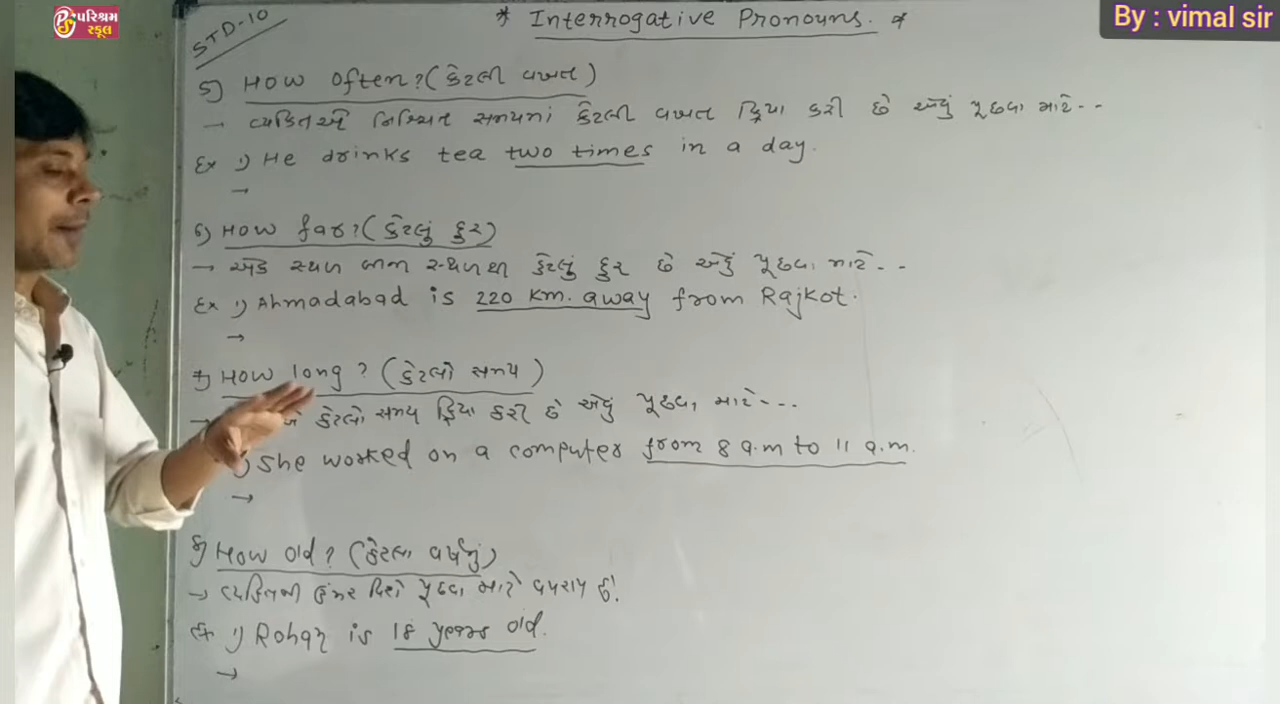 પરિશ્રમ
સ્કૂલ
By : vimal sir
STD-10
* Interrogative Pronouns. *
5) How often? (કેટલી વખત)
→ વ્યક્તિએ નિશ્ચિત સમયમાં કેટલી વખત ક્રિયા કરી છે એવું પૂછવા માટે--
Ex 1) He drinks tea two times in a day.
→
6) How far? (કેટલું દુર)
→ એક સ્થળ બીજા સ્થળથી કેટલું દુર છે એવું પૂછવા માટે--
Ex 1) Ahmadabad is 220 Km. away from Rajkot.
→
7) How long? (કેટલો સમય)
→ કેટલો સમય ક્રિયા કરી છે એવું પૂછવા માટે---
1) She worked on a computer from 8 a.m to 11 a.m.
→
8) How old? (કેટલા વર્ષનું)
→ વ્યક્તિની ઉંમર વિશે પૂછવા માટે વપરાય છે!
Ex 1) Rohan is 18 years old.
→